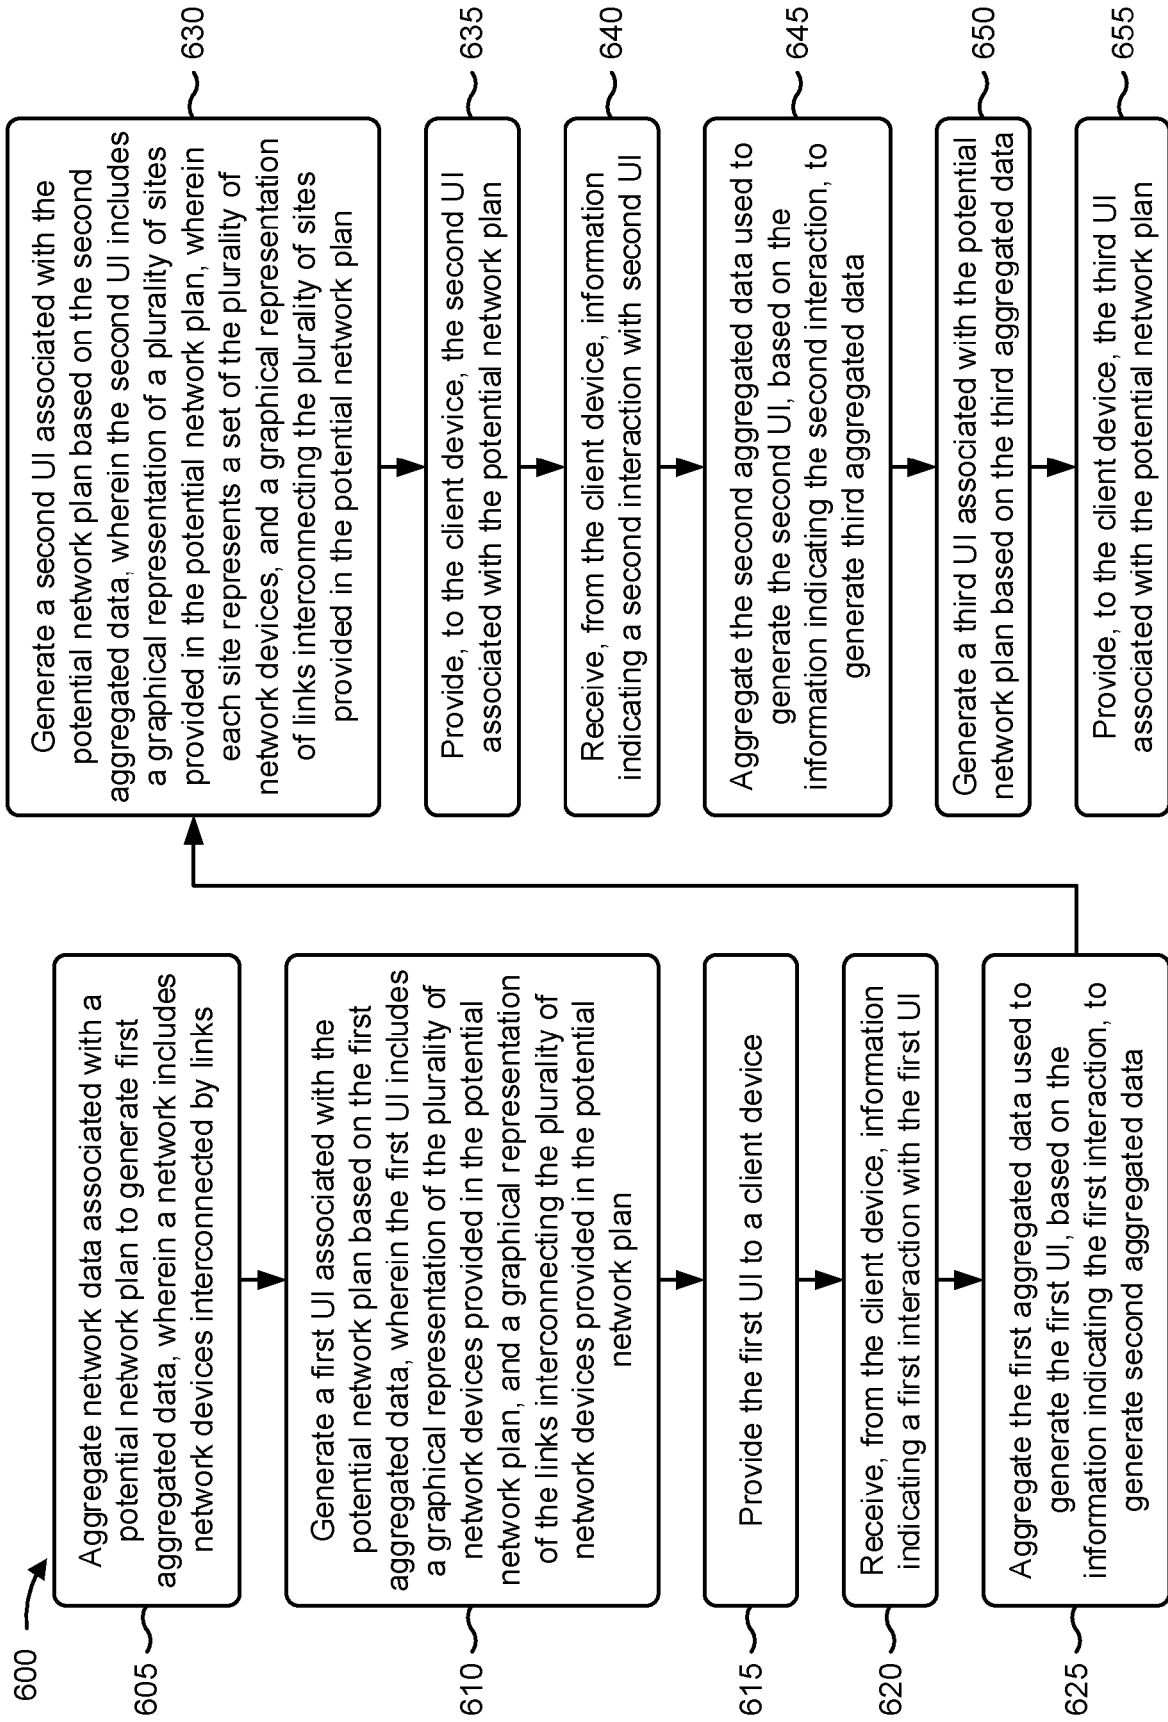 600
605
Aggregate network data associated with a
potential network plan to generate first
aggregated data, wherein a network includes
network devices interconnected by links
610
Generate a first UI associated with the
potential network plan based on the first
aggregated data, wherein the first UI includes
a graphical representation of the plurality of
network devices provided in the potential
network plan, and a graphical representation
of the links interconnecting the plurality of
network devices provided in the potential
network plan
615
Provide the first UI to a client device
620
Receive, from the client device, information
indicating a first interaction with the first UI
625
Aggregate the first aggregated data used to
generate the first UI, based on the
information indicating the first interaction, to
generate second aggregated data
630
Generate a second UI associated with the
potential network plan based on the second
aggregated data, wherein the second UI includes
a graphical representation of a plurality of sites
provided in the potential network plan, wherein
each site represents a set of the plurality of
network devices, and a graphical representation
of links interconnecting the plurality of sites
provided in the potential network plan
635
Provide, to the client device, the second UI
associated with the potential network plan
640
Receive, from the client device, information
indicating a second interaction with second UI
645
Aggregate the second aggregated data used to
generate the second UI, based on the
information indicating the second interaction, to
generate third aggregated data
650
Generate a third UI associated with the potential
network plan based on the third aggregated data
655
Provide, to the client device, the third UI
associated with the potential network plan